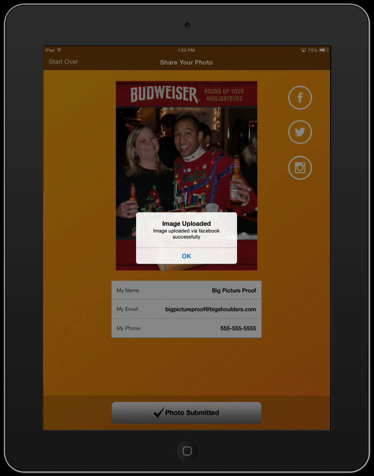 iPad
1:55 PM
75%
Start Over
Share Your Photo
BUDWEISER
ROUND UP YOUR
#HOLIDAYBUDS
Image Uploaded
Image uploaded via facebook
successfully
OK
My Name
Big Picture Proof
My Email
bigpictureproof@bigshoulders.com
My Phone
555-555-5555
Photo Submitted